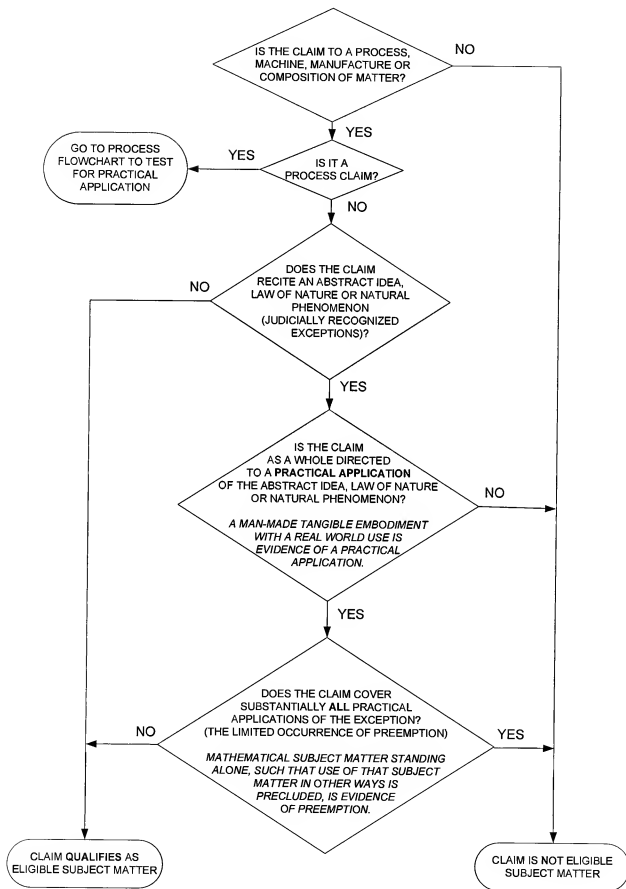 IS THE CLAIM TO A PROCESS,
MACHINE, MANUFACTURE OR
COMPOSITION OF MATTER?
NO
YES
GO TO PROCESS
FLOWCHART TO TEST
FOR PRACTICAL
APPLICATION
YES
IS IT A
PROCESS CLAIM?
NO
DOES THE CLAIM
RECITE AN ABSTRACT IDEA,
LAW OF NATURE OR NATURAL
PHENOMENON
(JUDICIALLY RECOGNIZED
EXCEPTIONS)?
NO
YES
IS THE CLAIM
AS A WHOLE DIRECTED
TO A PRACTICAL APPLICATION
OF THE ABSTRACT IDEA, LAW OF NATURE
OR NATURAL PHENOMENON?
A MAN-MADE TANGIBLE EMBODIMENT
WITH A REAL WORLD USE IS
EVIDENCE OF A PRACTICAL
APPLICATION.
NO
YES
DOES THE CLAIM COVER
SUBSTANTIALLY ALL PRACTICAL
APPLICATIONS OF THE EXCEPTION?
(THE LIMITED OCCURRENCE OF PREEMPTION)
MATHEMATICAL SUBJECT MATTER STANDING
ALONE, SUCH THAT USE OF THAT SUBJECT
MATTER IN OTHER WAYS IS
PRECLUDED, IS EVIDENCE
OF PREEMPTION.
NO
YES
CLAIM QUALIFIES AS
ELIGIBLE SUBJECT MATTER
CLAIM IS NOT ELIGIBLE
SUBJECT MATTER